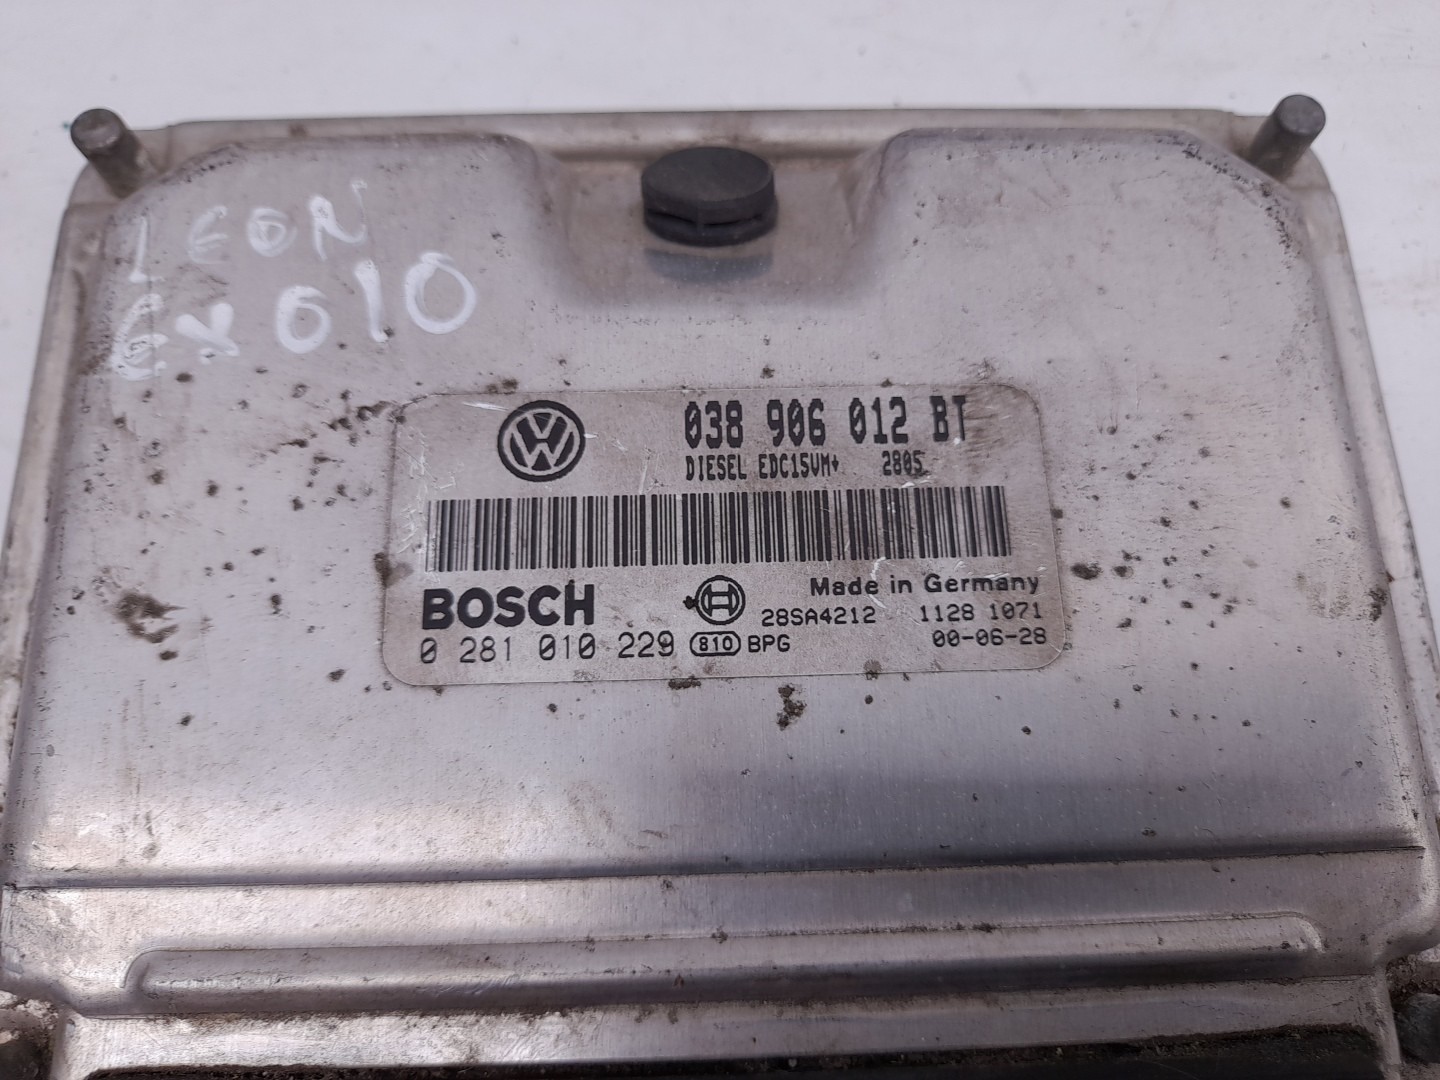 LEON
EX010
VW
038 906 012 BT
DIESEL EDC15VM+ 2805
BOSCH
Made in Germany
28SA4212 1128 1071
0 281 010 229 810 BPG 00-06-28